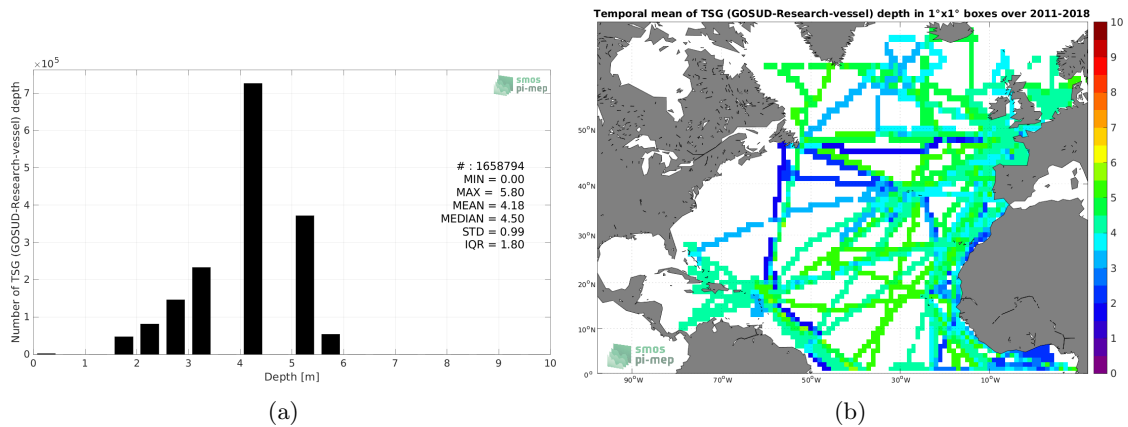 Number of TSG (GOSUD-Research-vessel) depth
×10⁵
7
6
5
4
3
2
1
0
0 1 2 3 4 5 6 7 8 9 10
Depth [m]
smos
pi-mep
# : 1658794
MIN = 0.00
MAX = 5.80
MEAN = 4.18
MEDIAN = 4.50
STD = 0.99
IQR = 1.80
(a)
Temporal mean of TSG (GOSUD-Research-vessel) depth in 1°x1° boxes over 2011-2018
50°N
40°N
30°N
20°N
10°N
0°
90°W 70°W 50°W 30°W 10°W
smos
pi-mep
10
9
8
7
6
5
4
3
2
1
0
(b)